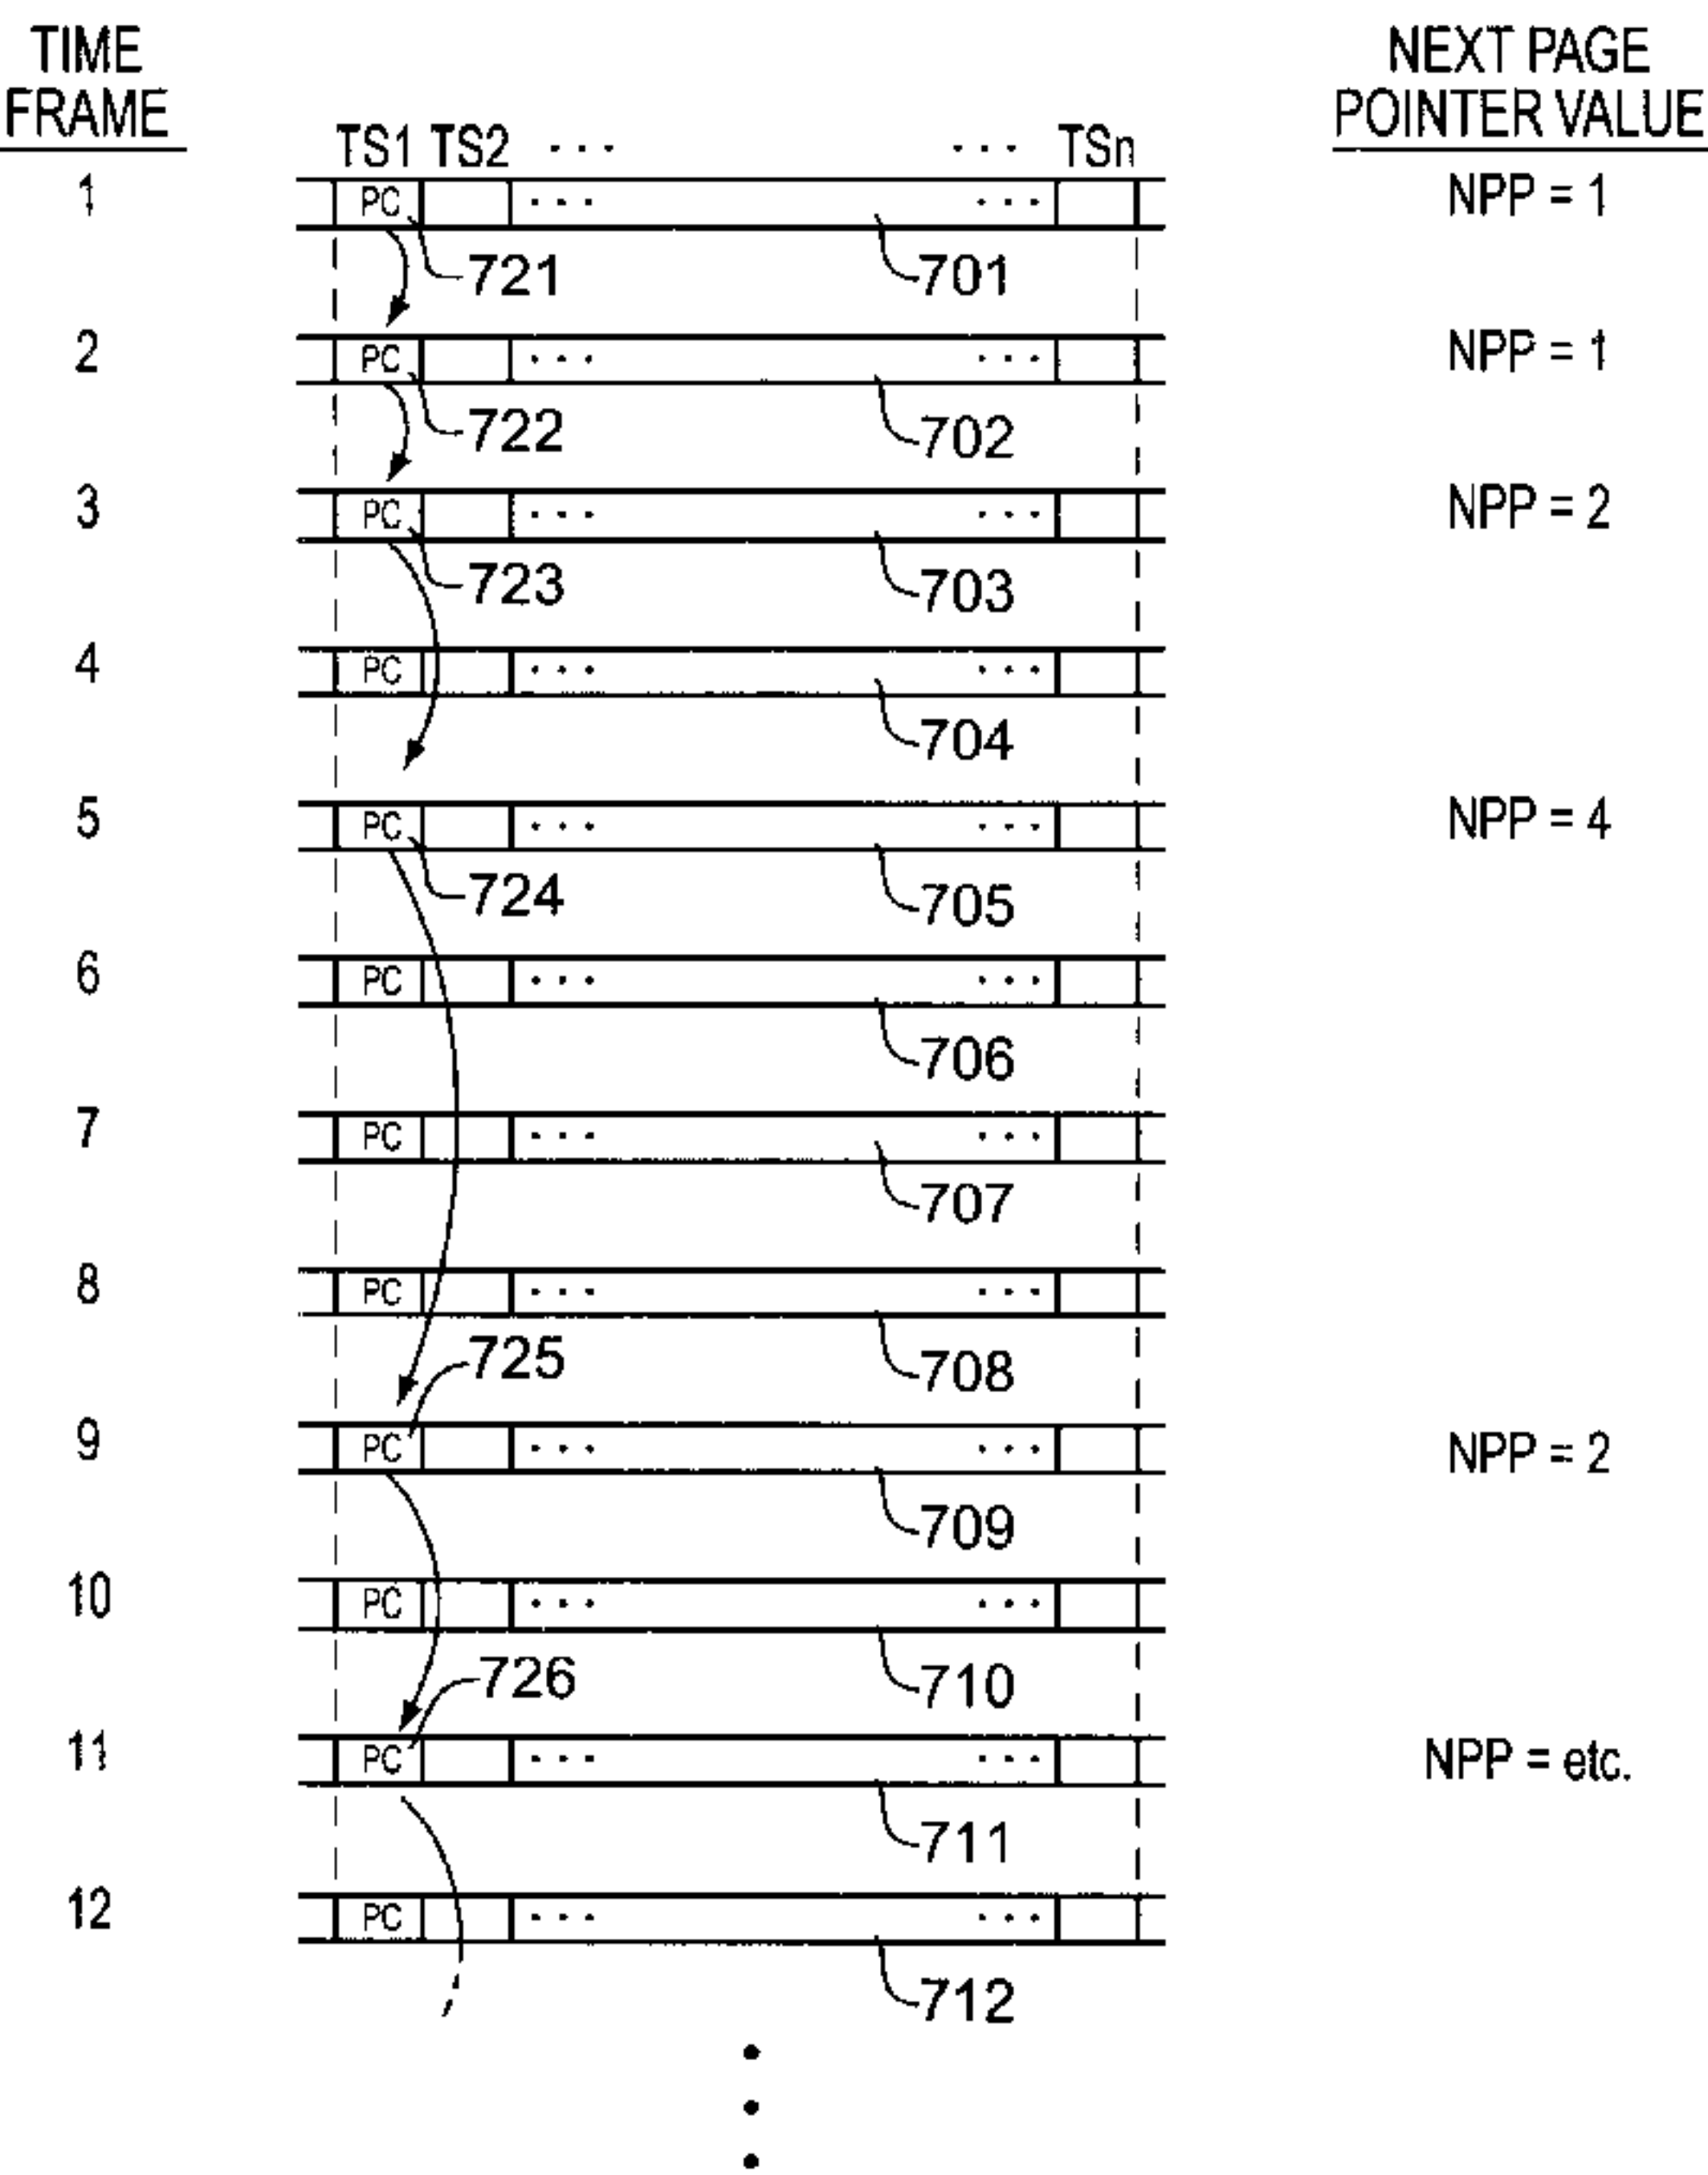 TIME FRAME
NEXT PAGE POINTER VALUE
TS1 TS2 ... ... TSn
1 PC ... ... NPP = 1
721 701
2 PC ... ... NPP = 1
722 702
3 PC ... ... NPP = 2
723 703
4 PC ... ...
704
5 PC ... ... NPP = 4
724 705
6 PC ... ...
706
7 PC ... ...
707
8 PC ... ...
725 708
9 PC ... ... NPP = 2
709
10 PC ... ...
726 710
11 PC ... ... NPP = etc.
711
12 PC ... ...
712